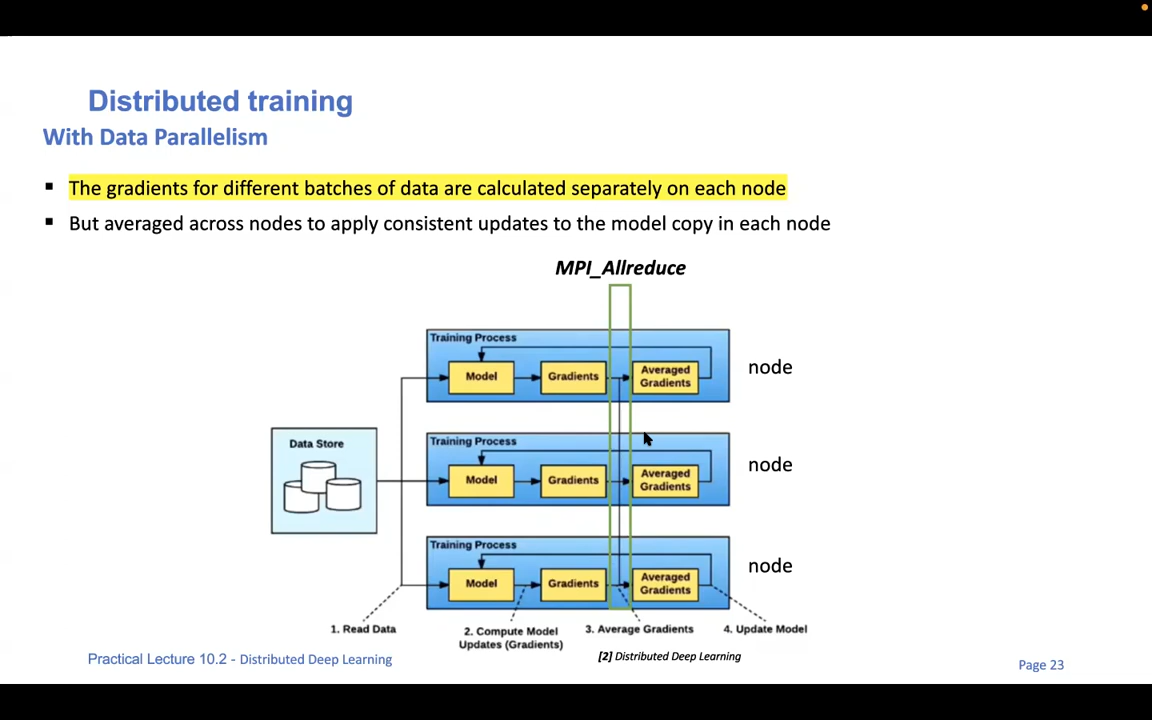 Distributed training
With Data Parallelism
▪ The gradients for different batches of data are calculated separately on each node
▪ But averaged across nodes to apply consistent updates to the model copy in each node
MPI_Allreduce
Training Process
Model
Gradients
Averaged
Gradients
node
Data Store
Training Process
Model
Gradients
Averaged
Gradients
node
Training Process
Model
Gradients
Averaged
Gradients
node
1. Read Data
2. Compute Model
Updates (Gradients)
3. Average Gradients
4. Update Model
[2] Distributed Deep Learning
Practical Lecture 10.2 - Distributed Deep Learning
Page 23